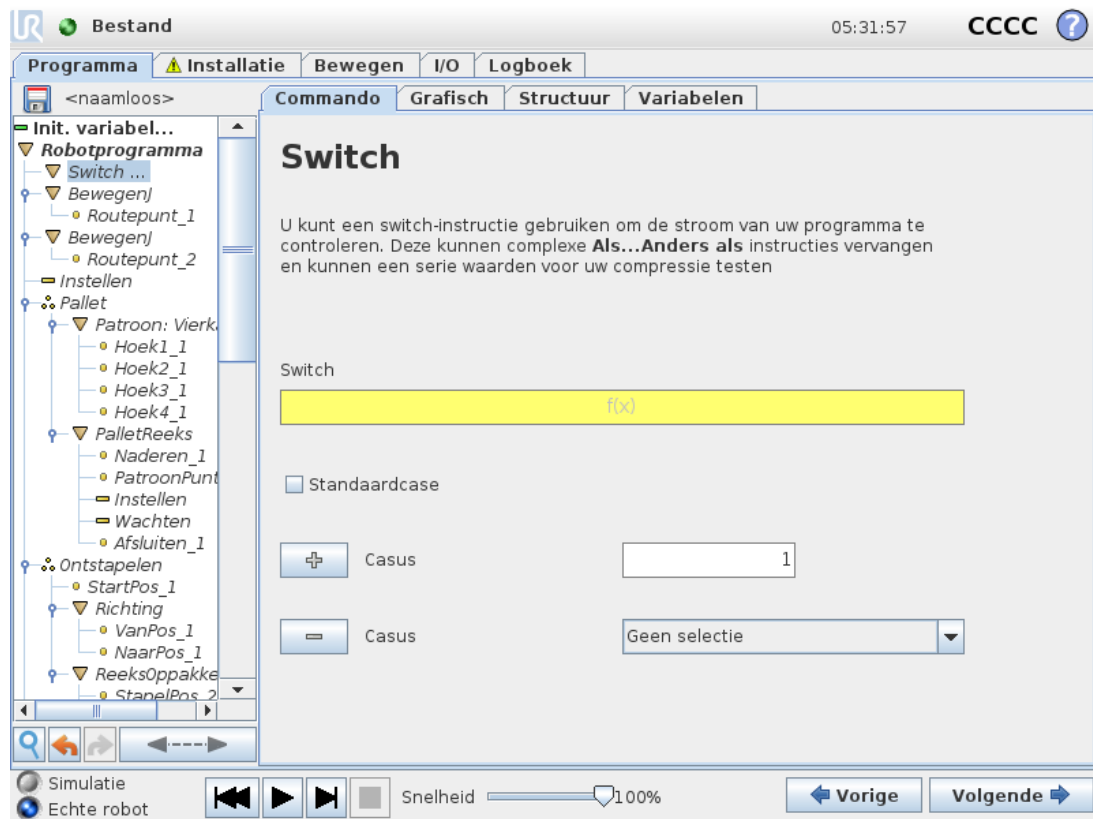 Bestand
05:31:57
CCCC
?
Programma
Installatie
Bewegen
I/O
Logboek
<naamloos>
Commando
Grafisch
Structuur
Variabelen
Init. variabel...
Robotprogramma
Switch ...
BewegenJ
Routepunt_1
BewegenJ
Routepunt_2
Instellen
Pallet
Patroon: Vierk
Hoek1_1
Hoek2_1
Hoek3_1
Hoek4_1
PalletReeks
Naderen_1
PatroonPunt
Instellen
Wachten
Afsluiten_1
Ontstapelen
StartPos_1
Richting
VanPos_1
NaarPos_1
ReeksOppakke
StapelPos_2
Switch
U kunt een switch-instructie gebruiken om de stroom van uw programma te
controleren. Deze kunnen complexe Als...Anders als instructies vervangen
en kunnen een serie waarden voor uw compressie testen
Switch
f(x)
Standaardcase
Casus
1
Casus
Geen selectie
Simulatie
Echte robot
Snelheid
100%
Vorige
Volgende